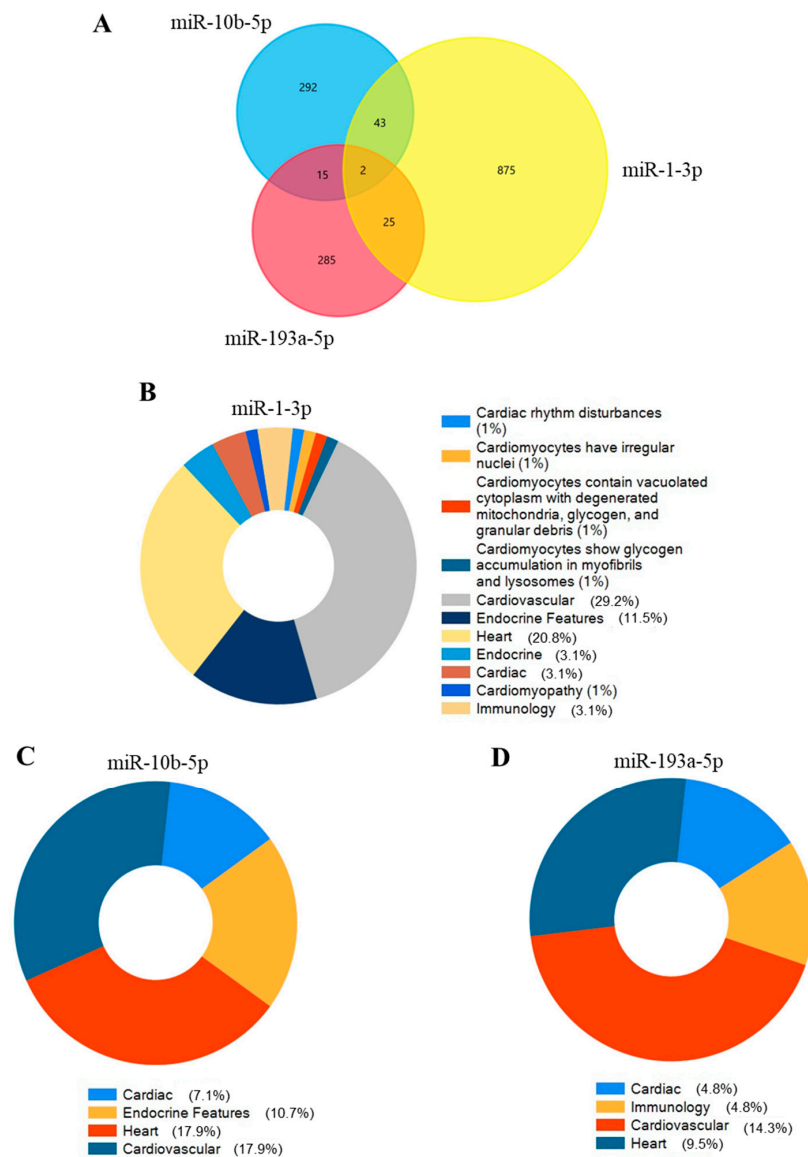 A
miR-10b-5p
292
43
15
2
875
miR-1-3p
25
285
miR-193a-5p
B
miR-1-3p
Cardiac rhythm disturbances
(1%)
Cardiomyocytes have irregular
nuclei (1%)
Cardiomyocytes contain vacuolated
cytoplasm with degenerated
mitochondria, glycogen, and
granular debris (1%)
Cardiomyocytes show glycogen
accumulation in myofibrils
and lysosomes (1%)
Cardiovascular (29.2%)
Endocrine Features (11.5%)
Heart (20.8%)
Endocrine (3.1%)
Cardiac (3.1%)
Cardiomyopathy (1%)
Immunology (3.1%)
C
miR-10b-5p
Cardiac (7.1%)
Endocrine Features (10.7%)
Heart (17.9%)
Cardiovascular (17.9%)
D
miR-193a-5p
Cardiac (4.8%)
Immunology (4.8%)
Cardiovascular (14.3%)
Heart (9.5%)